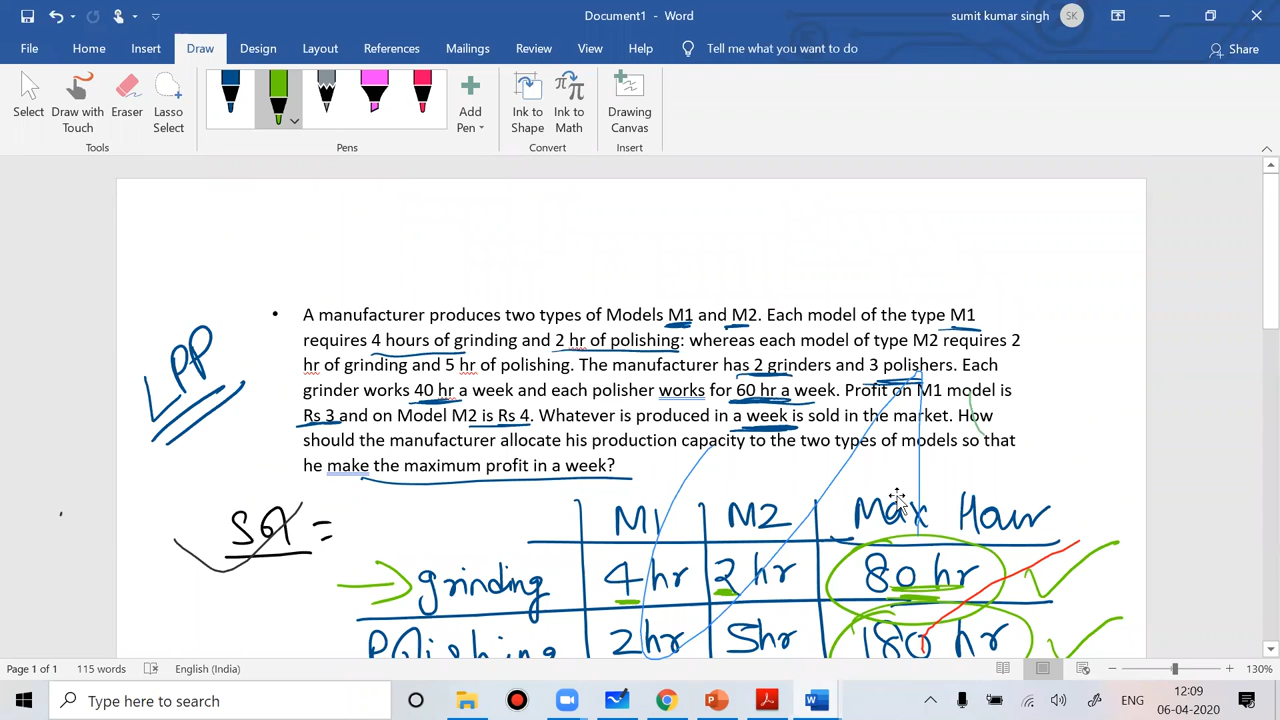 Document1 - Word
sumit kumar singh
SK
File Home Insert Draw Design Layout References Mailings Review View Help Tell me what you want to do Share
Select Draw with Touch Eraser Lasso Select Add Pen Ink to Shape Ink to Math Drawing Canvas
Tools Pens Convert Insert
• A manufacturer produces two types of Models M1 and M2. Each model of the type M1
requires 4 hours of grinding and 2 hr of polishing: whereas each model of type M2 requires 2
hr of grinding and 5 hr of polishing. The manufacturer has 2 grinders and 3 polishers. Each
grinder works 40 hr a week and each polisher works for 60 hr a week. Profit on M1 model is
Rs 3 and on Model M2 is Rs 4. Whatever is produced in a week is sold in the market. How
should the manufacturer allocate his production capacity to the two types of models so that
he make the maximum profit in a week?
LPP
M1 M2 Max Hour
grinding 4 hr 2 hr 80 hr
Polishing 2hr 5hr 180 hr
Page 1 of 1 115 words English (India) 130%
Type here to search ENG 12:09
06-04-2020